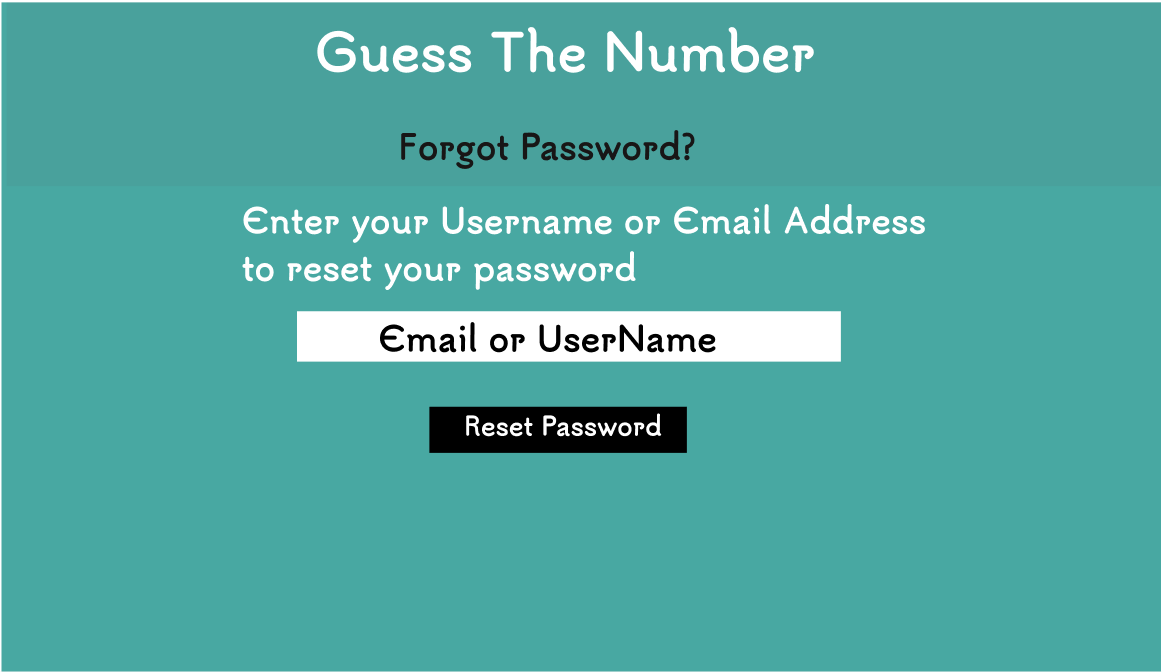 Guess The Number
Forgot Password?
Enter your Username or Email Address
to reset your password
Email or UserName
Reset Password